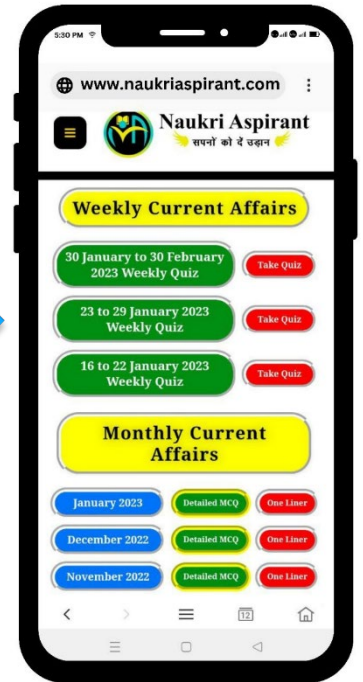 5:30 PM
www.naukriaspirant.com
Naukri Aspirant
सपनों को दें उड़ान
Weekly Current Affairs
30 January to 30 February
2023 Weekly Quiz
Take Quiz
23 to 29 January 2023
Weekly Quiz
Take Quiz
16 to 22 January 2023
Weekly Quiz
Take Quiz
Monthly Current
Affairs
January 2023 Detailed MCQ One Liner
December 2022 Detailed MCQ One Liner
November 2022 Detailed MCQ One Liner
12